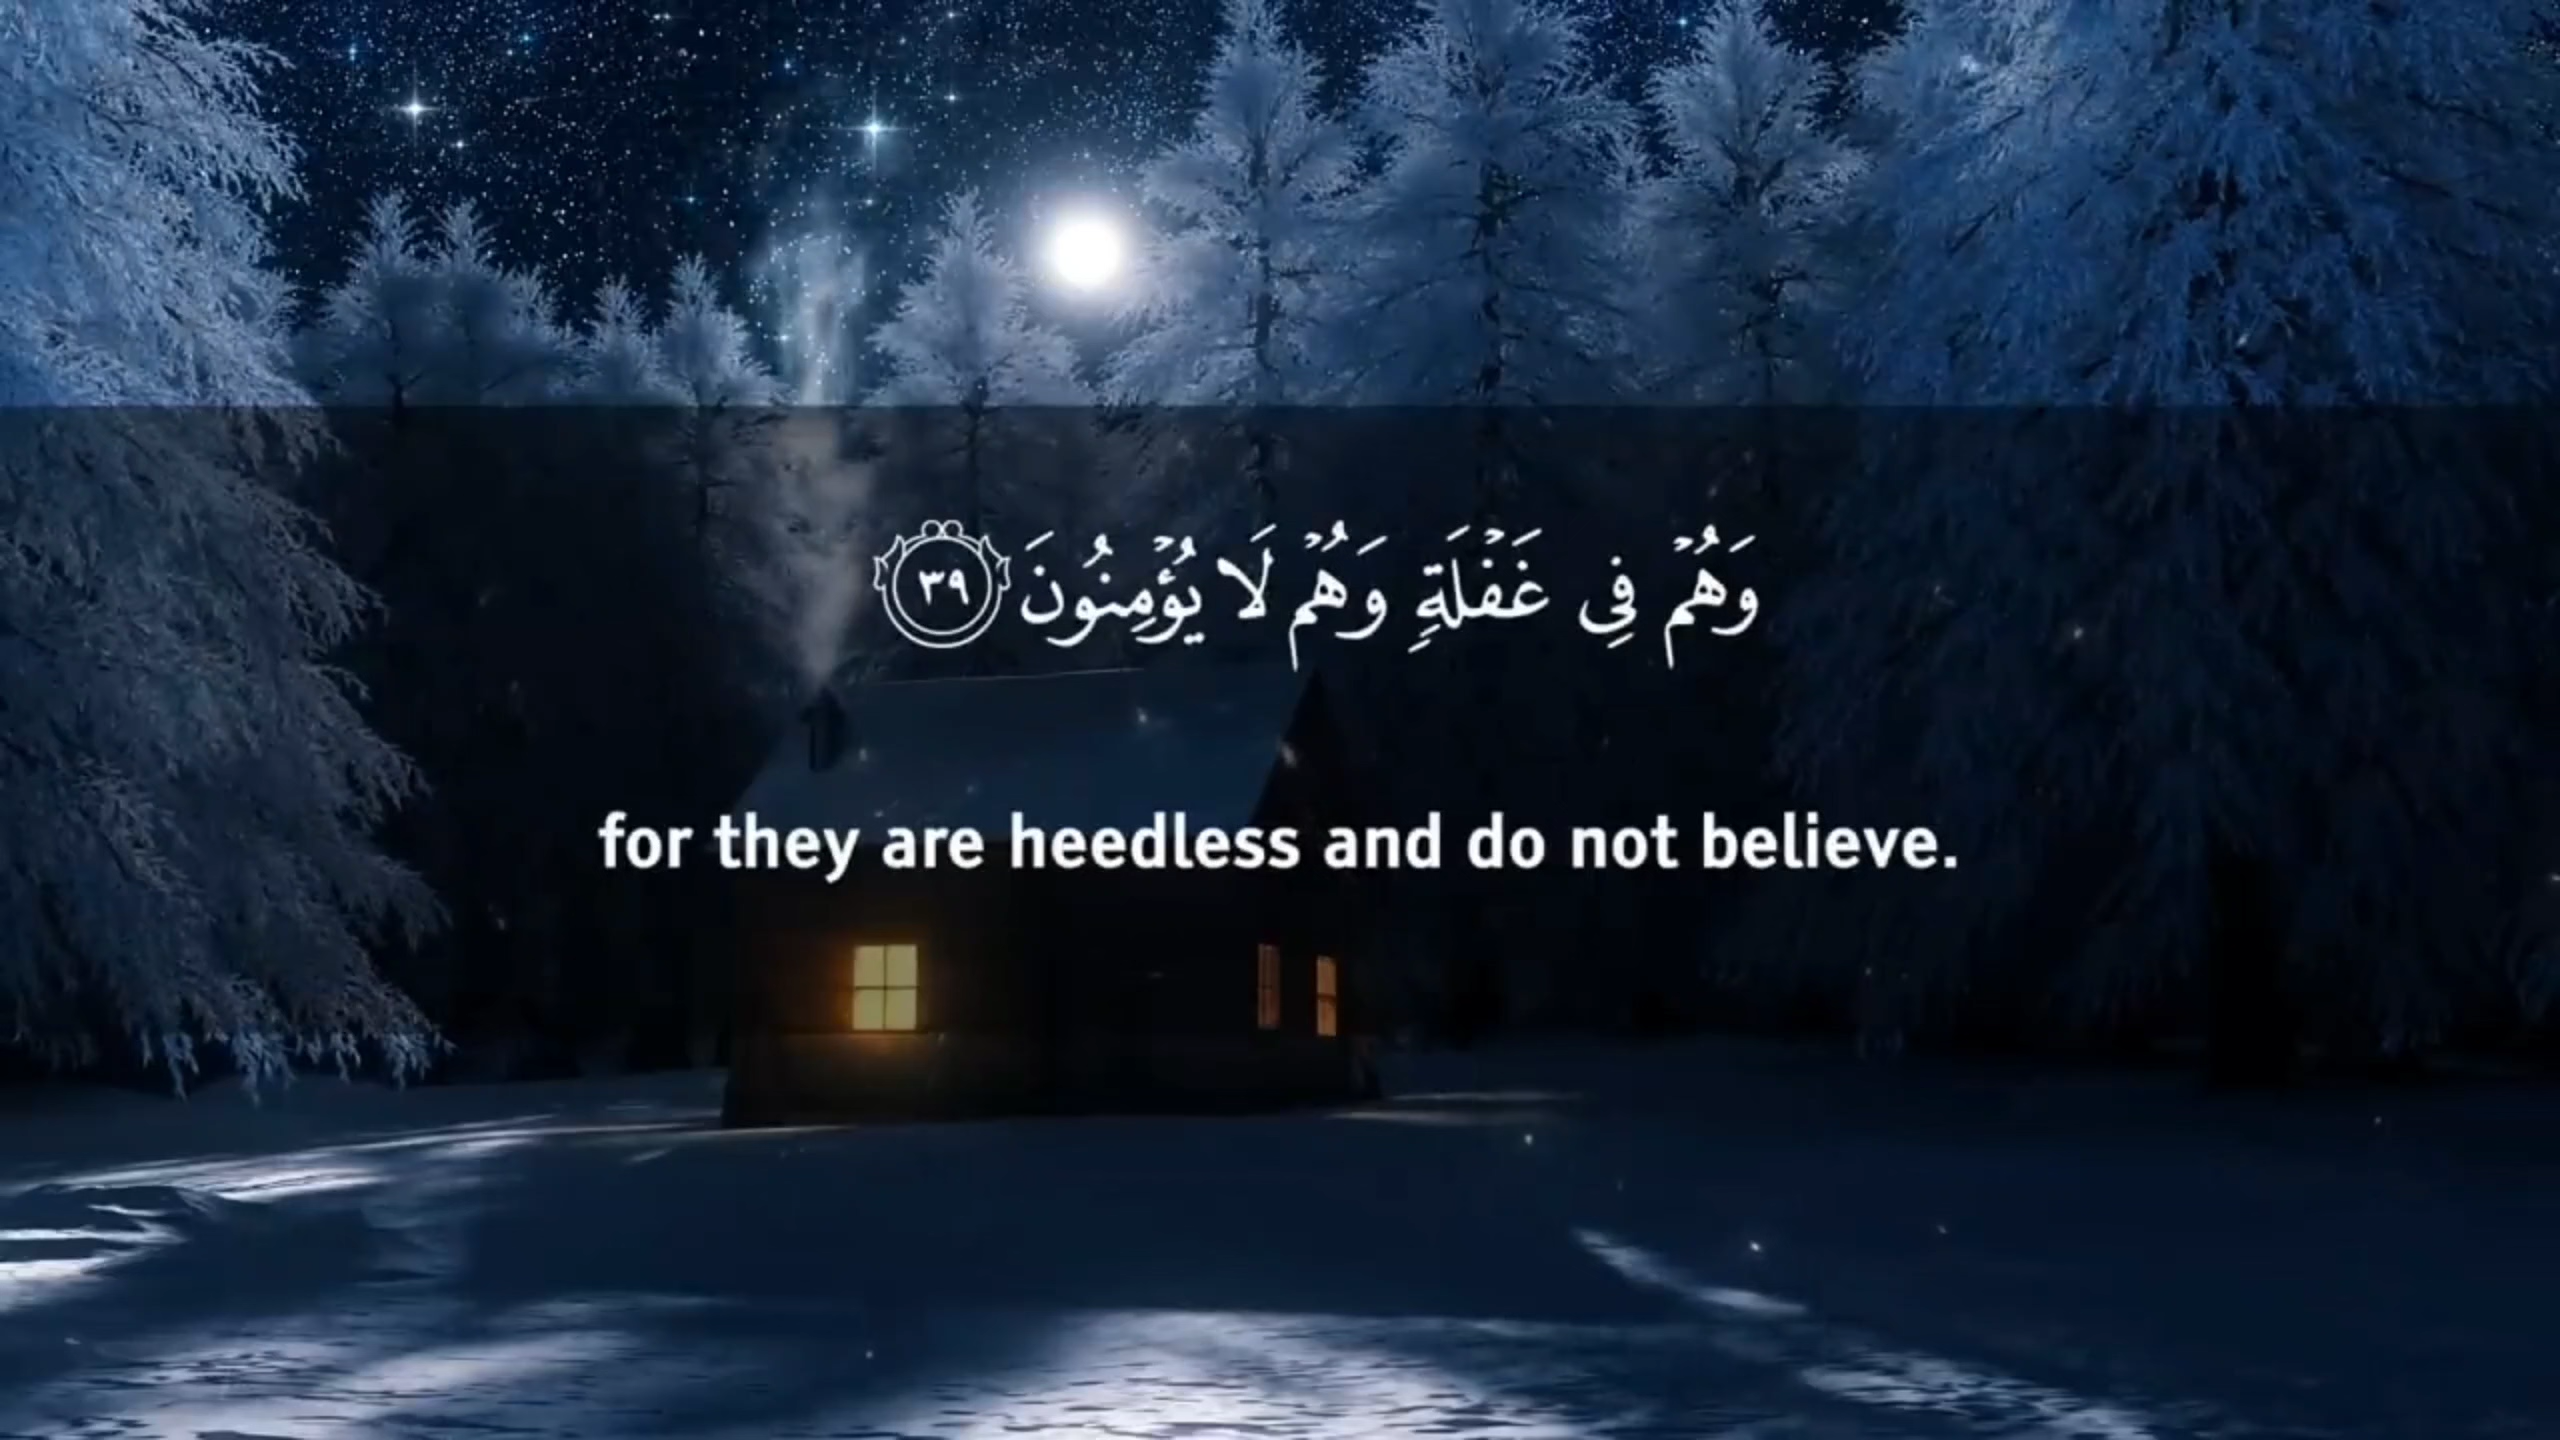 وَهُمْ فِى غَفْلَةٍ وَهُمْ لَا يُؤْمِنُونَ ٣٩
for they are heedless and do not believe.